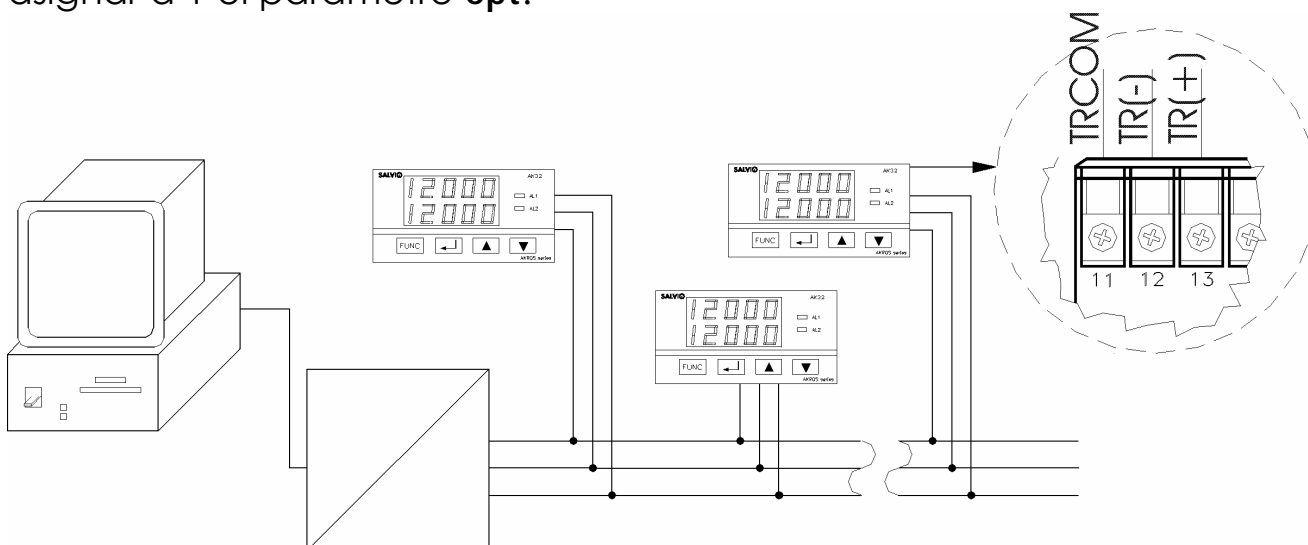 asignar a 1 el parámetro opt.
TRCOM
TR(-)
TR(+)
11 12 13
SALVIO AK32
12000
12000
AL1
AL2
FUNC
AKROS series
SALVIO AK32
12000
12000
AL1
AL2
FUNC
AKROS series
SALVIO AK32
12000
12000
AL1
AL2
FUNC
AKROS series